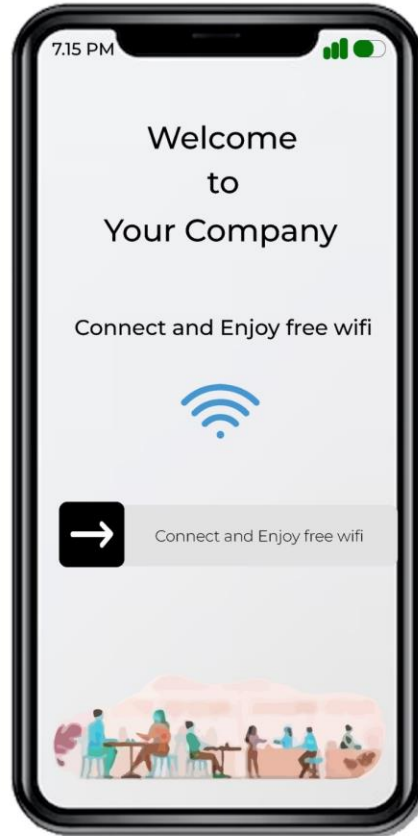 7.15 PM
Welcome
to
Your Company
Connect and Enjoy free wifi
Connect and Enjoy free wifi